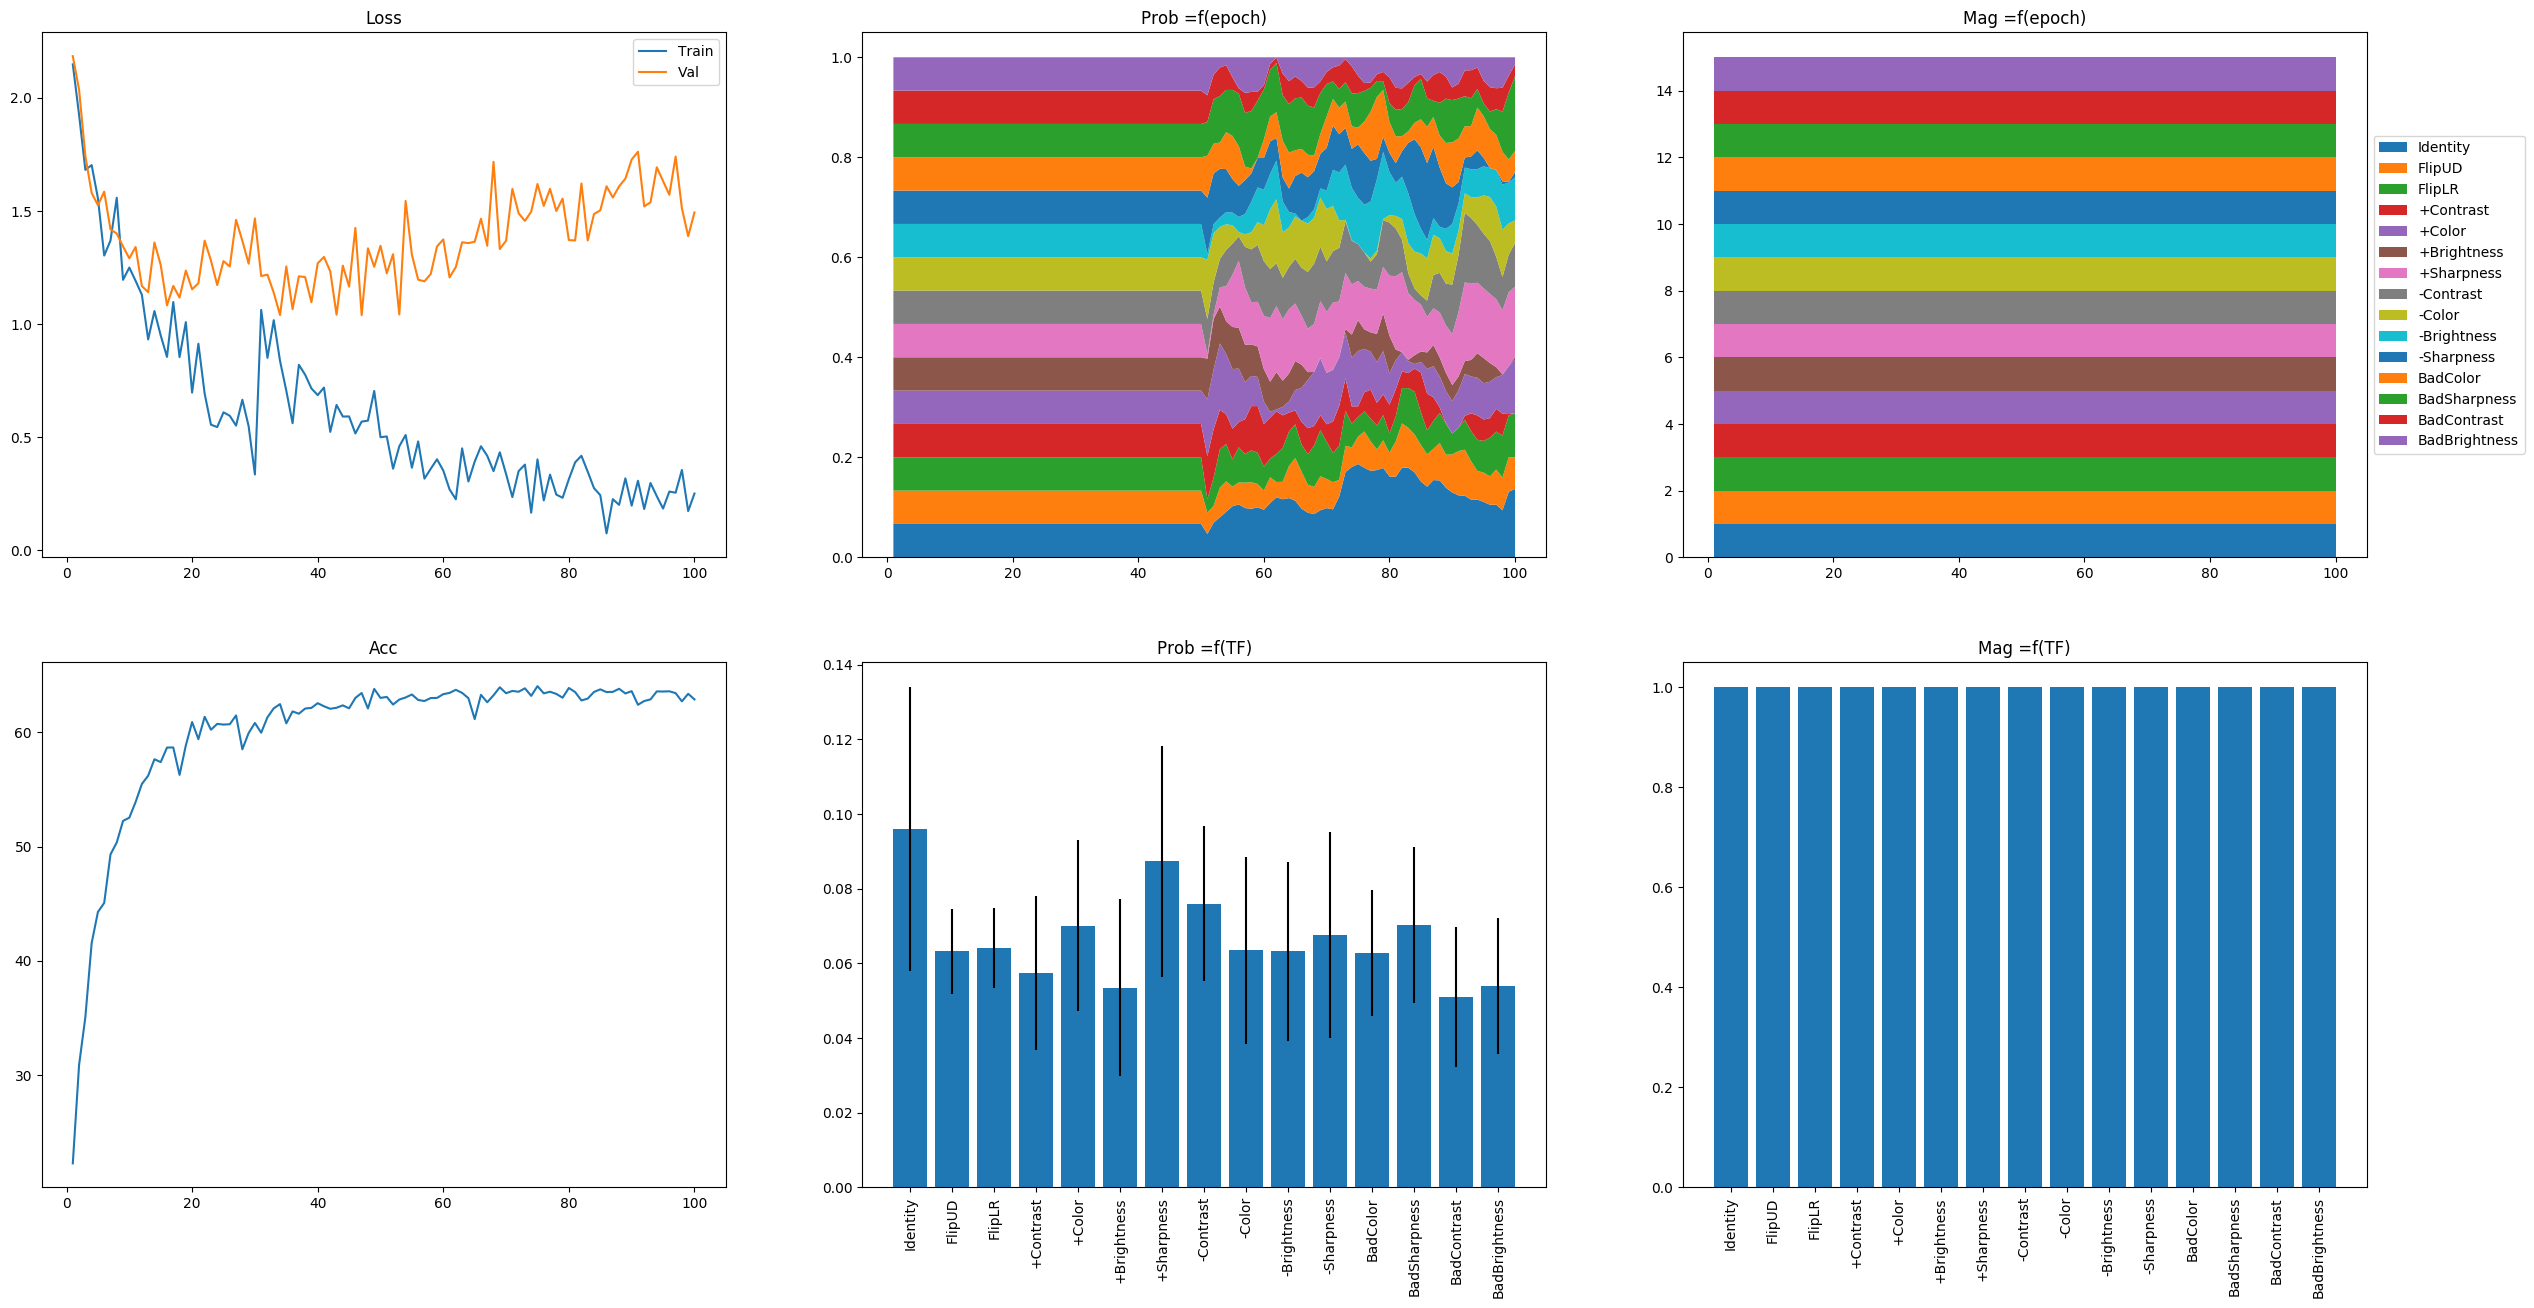 Loss
Train
Val
2.0
1.5
1.0
0.5
0.0
0 20 40 60 80 100
Prob =f(epoch)
1.0
0.8
0.6
0.4
0.2
0.0
0 20 40 60 80 100
Mag =f(epoch)
14
12
10
8
6
4
2
0
0 20 40 60 80 100
Identity
FlipUD
FlipLR
+Contrast
+Color
+Brightness
+Sharpness
-Contrast
-Color
-Brightness
-Sharpness
BadColor
BadSharpness
BadContrast
BadBrightness
Acc
60
50
40
30
0 20 40 60 80 100
Prob =f(TF)
0.14
0.12
0.10
0.08
0.06
0.04
0.02
0.00
Identity
FlipUD
FlipLR
+Contrast
+Color
+Brightness
+Sharpness
-Contrast
-Color
-Brightness
-Sharpness
BadColor
BadSharpness
BadContrast
BadBrightness
Mag =f(TF)
1.0
0.8
0.6
0.4
0.2
0.0
Identity
FlipUD
FlipLR
+Contrast
+Color
+Brightness
+Sharpness
-Contrast
-Color
-Brightness
-Sharpness
BadColor
BadSharpness
BadContrast
BadBrightness